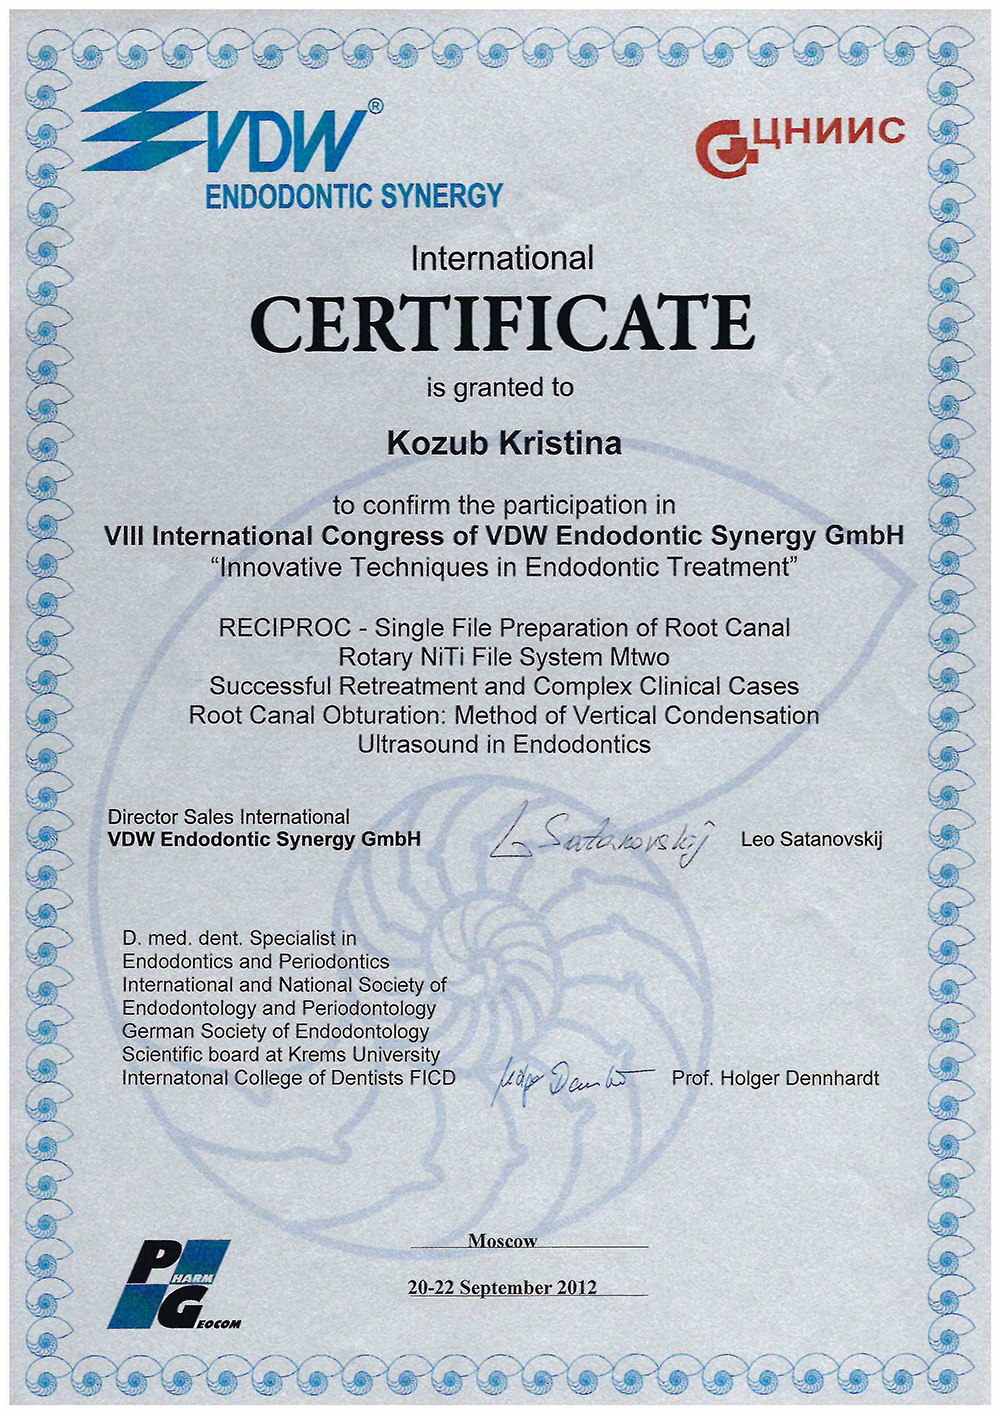 VDW®
ЦНИИС
ENDODONTIC SYNERGY
International
CERTIFICATE
is granted to
Kozub Kristina
to confirm the participation in
VIII International Congress of VDW Endodontic Synergy GmbH
“Innovative Techniques in Endodontic Treatment”
RECIPROC - Single File Preparation of Root Canal
Rotary NiTi File System Mtwo
Successful Retreatment and Complex Clinical Cases
Root Canal Obturation: Method of Vertical Condensation
Ultrasound in Endodontics
Director Sales International
VDW Endodontic Synergy GmbH
L Satanovskij
Leo Satanovskij
D. med. dent. Specialist in
Endodontics and Periodontics
International and National Society of
Endodontology and Periodontology
German Society of Endodontology
Scientific board at Krems University
Internatonal College of Dentists FICD
Prof. Holger Dennhardt
Moscow
20-22 September 2012
PHARM
GEOCOM